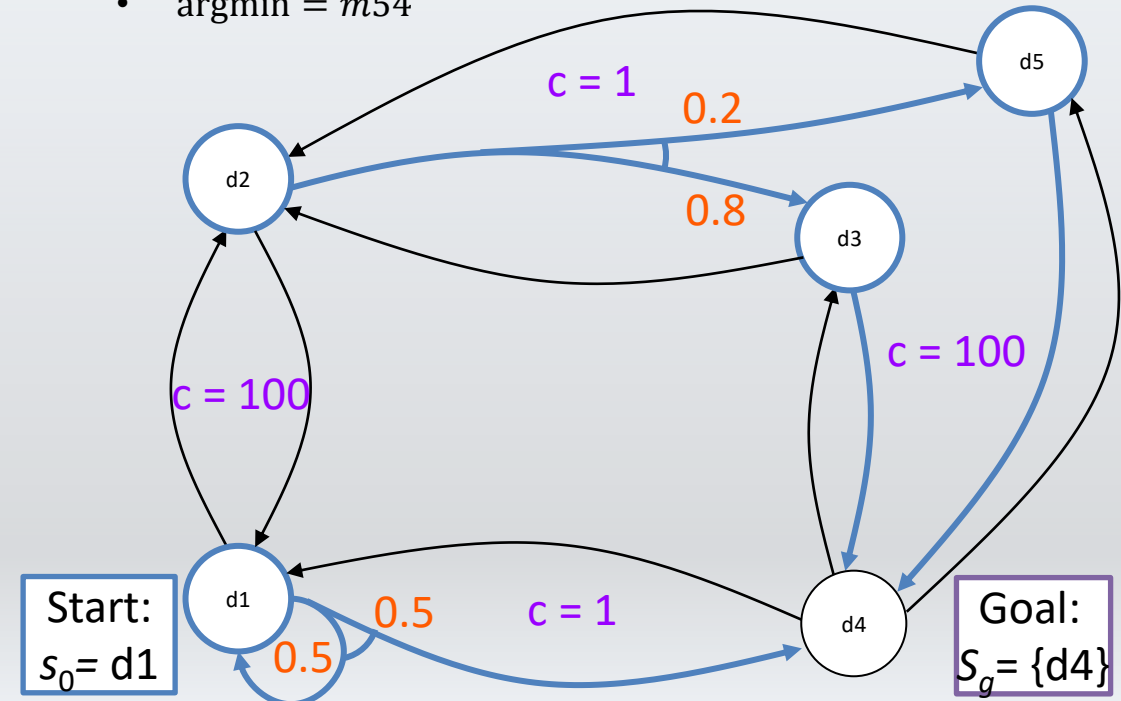 • argmin = m54
d5
c = 1
0.2
d2
0.8
d3
c = 100
c = 100
d1
0.5
c = 1
d4
0.5
Start:
s0= d1
Goal:
Sg= {d4}